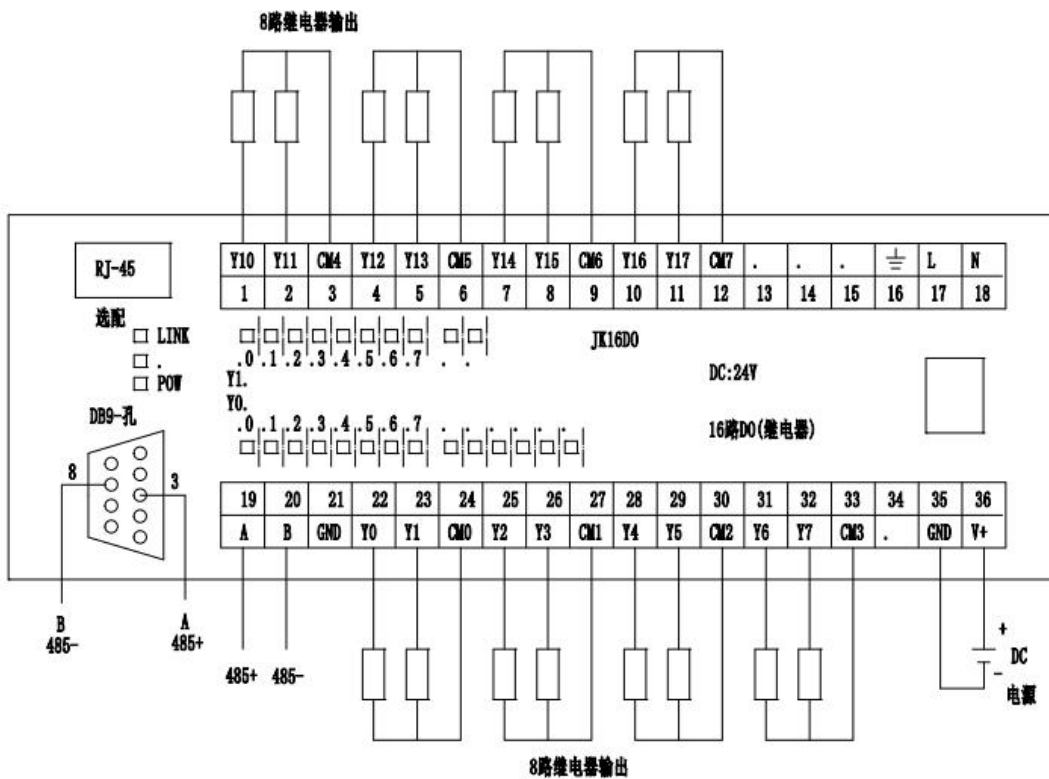 8路继电器输出
Y10 Y11 CM4 Y12 Y13 CM5 Y14 Y15 CM6 Y16 Y17 CM7 . . . L N
1 2 3 4 5 6 7 8 9 10 11 12 13 14 15 16 17 18
RJ-45
选配
LINK
.
POW
JK16DO
.0 .1 .2 .3 .4 .5 .6 .7 . .
Y1.
DC:24V
Y0.
.0 .1 .2 .3 .4 .5 .6 .7 . . . . . .
16路DO(继电器)
DB9-孔
8 3
19 20 21 22 23 24 25 26 27 28 29 30 31 32 33 34 35 36
A B GND Y0 Y1 CM0 Y2 Y3 CM1 Y4 Y5 CM2 Y6 Y7 CM3 . GND V+
B
485-
A
485+
485+ 485-
+
DC
-
电源
8路继电器输出